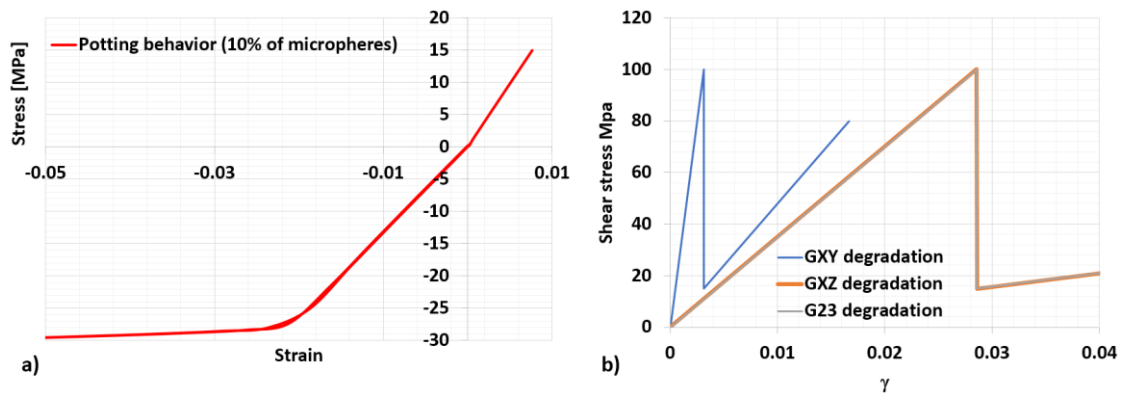 20
Potting behavior (10% of micropheres)
15
10
5
0
-0.05
-0.03
-0.01
0.01
-5
-10
-15
-20
-25
-30
Stress [MPa]
Strain
a)
120
100
80
60
40
20
0
Shear stress Mpa
GXY degradation
GXZ degradation
G23 degradation
0
0.01
0.02
0.03
0.04
γ
b)